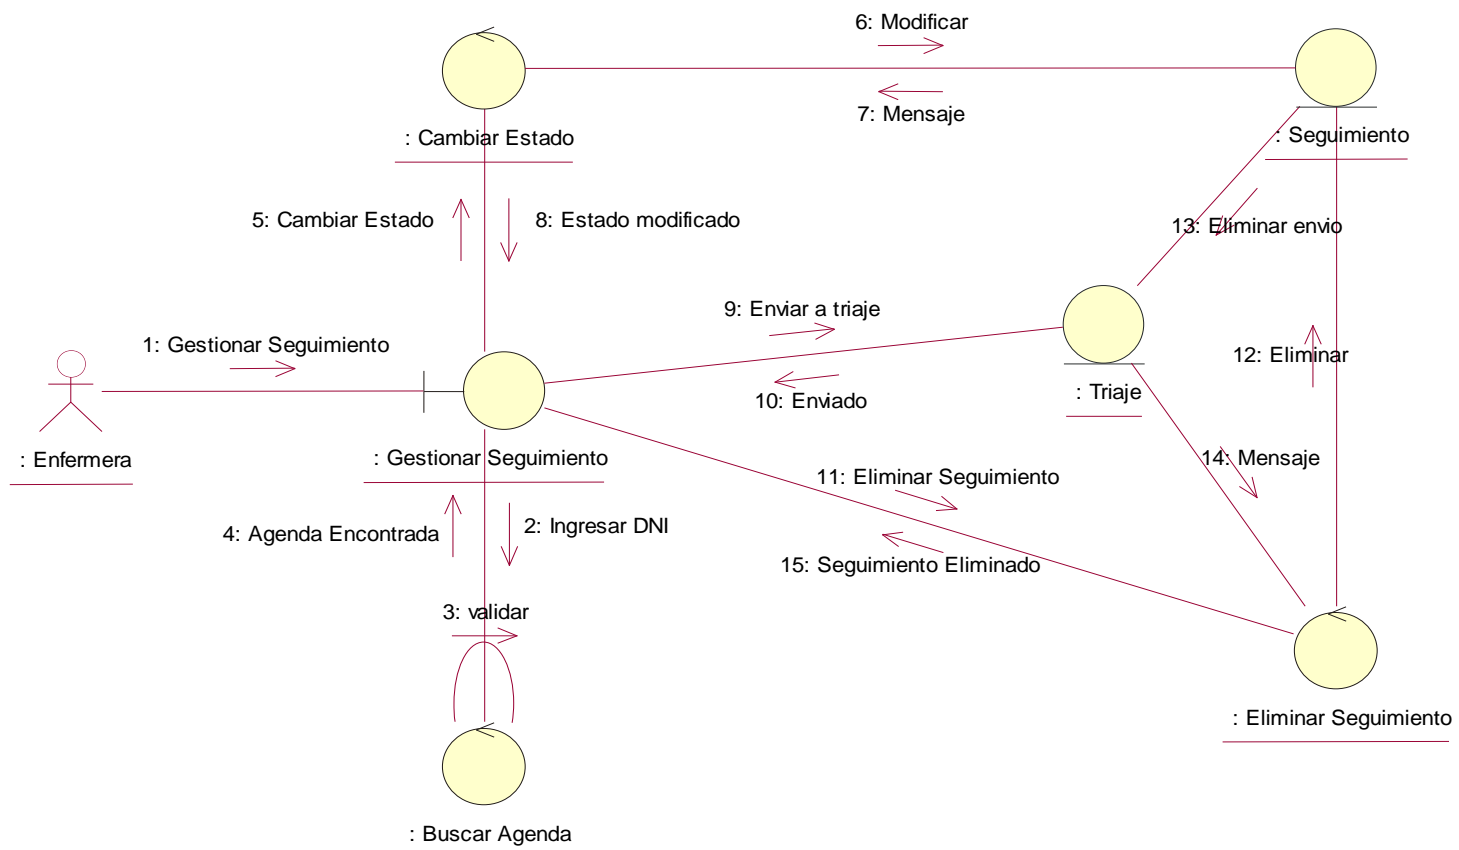 6: Modificar
7: Mensaje
: Cambiar Estado
: Seguimiento
5: Cambiar Estado
8: Estado modificado
13: Eliminar envio
9: Enviar a triaje
1: Gestionar Seguimiento
12: Eliminar
10: Enviado
: Triaje
: Enfermera
: Gestionar Seguimiento
14: Mensaje
11: Eliminar Seguimiento
4: Agenda Encontrada
2: Ingresar DNI
15: Seguimiento Eliminado
3: validar
: Eliminar Seguimiento
: Buscar Agenda